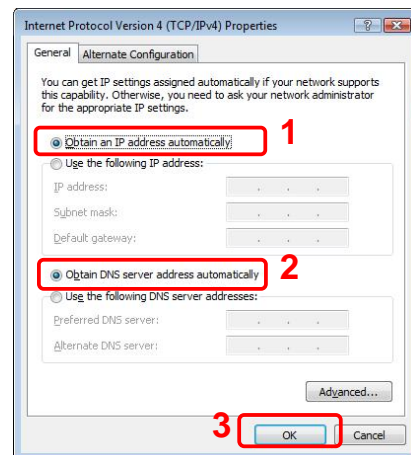 Internet Protocol Version 4 (TCP/IPv4) Properties
General Alternate Configuration
You can get IP settings assigned automatically if your network supports
this capability. Otherwise, you need to ask your network administrator
for the appropriate IP settings.
Obtain an IP address automatically
1
Use the following IP address:
IP address:
Subnet mask:
Default gateway:
Obtain DNS server address automatically
2
Use the following DNS server addresses:
Preferred DNS server:
Alternate DNS server:
Advanced...
3
OK Cancel